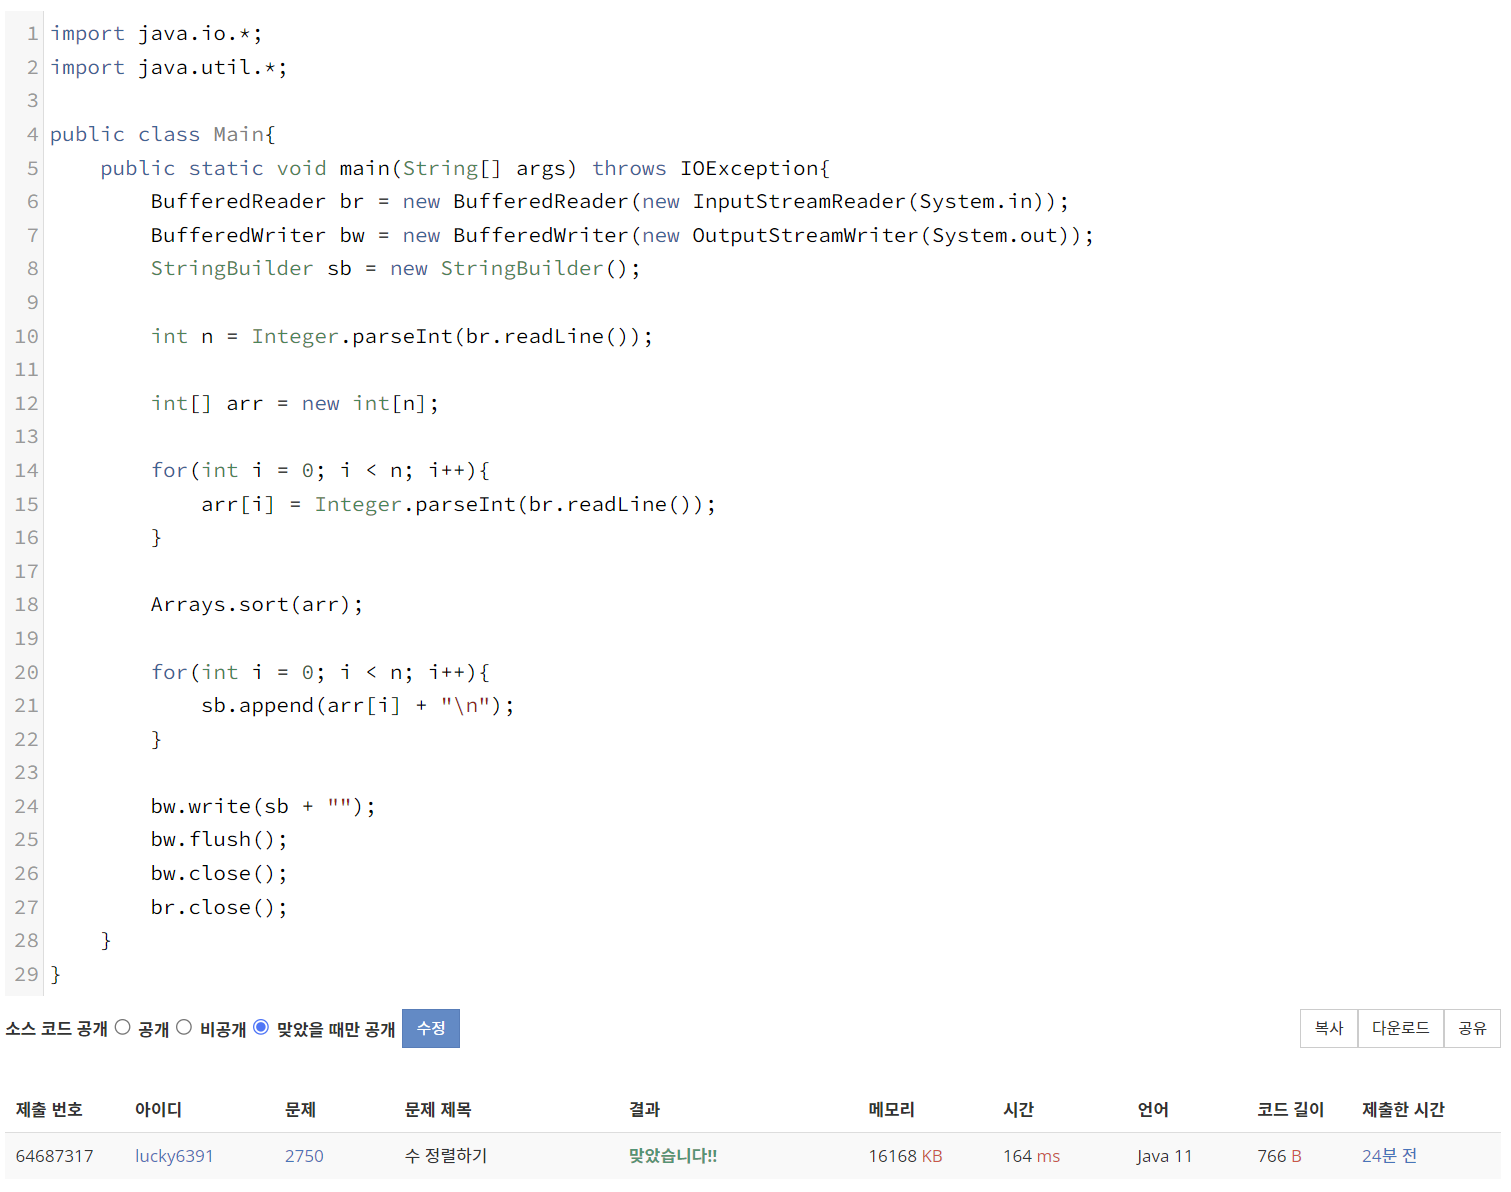 1 import java.io.*;
2 import java.util.*;
3
4 public class Main{
5     public static void main(String[] args) throws IOException{
6         BufferedReader br = new BufferedReader(new InputStreamReader(System.in));
7         BufferedWriter bw = new BufferedWriter(new OutputStreamWriter(System.out));
8         StringBuilder sb = new StringBuilder();
9
10         int n = Integer.parseInt(br.readLine());
11
12         int[] arr = new int[n];
13
14         for(int i = 0; i < n; i++){
15             arr[i] = Integer.parseInt(br.readLine());
16         }
17
18         Arrays.sort(arr);
19
20         for(int i = 0; i < n; i++){
21             sb.append(arr[i] + "\n");
22         }
23
24         bw.write(sb + "");
25         bw.flush();
26         bw.close();
27         br.close();
28     }
29 }
소스 코드 공개 공개 비공개 맞았을 때만 공개 수정 복사 다운로드 공유
제출 번호 아이디 문제 문제 제목 결과 메모리 시간 언어 코드 길이 제출한 시간
64687317 lucky6391 2750 수 정렬하기 맞았습니다!! 16168 KB 164 ms Java 11 766 B 24분 전